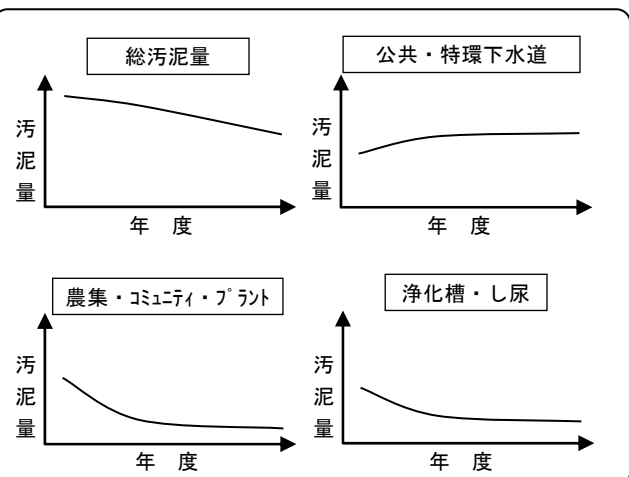 総汚泥量
汚泥量
年度
公共・特環下水道
汚泥量
年度
農集・ｺﾐｭﾆﾃｨ・ﾌﾟﾗﾝﾄ
汚泥量
年度
浄化槽・し尿
汚泥量
年度